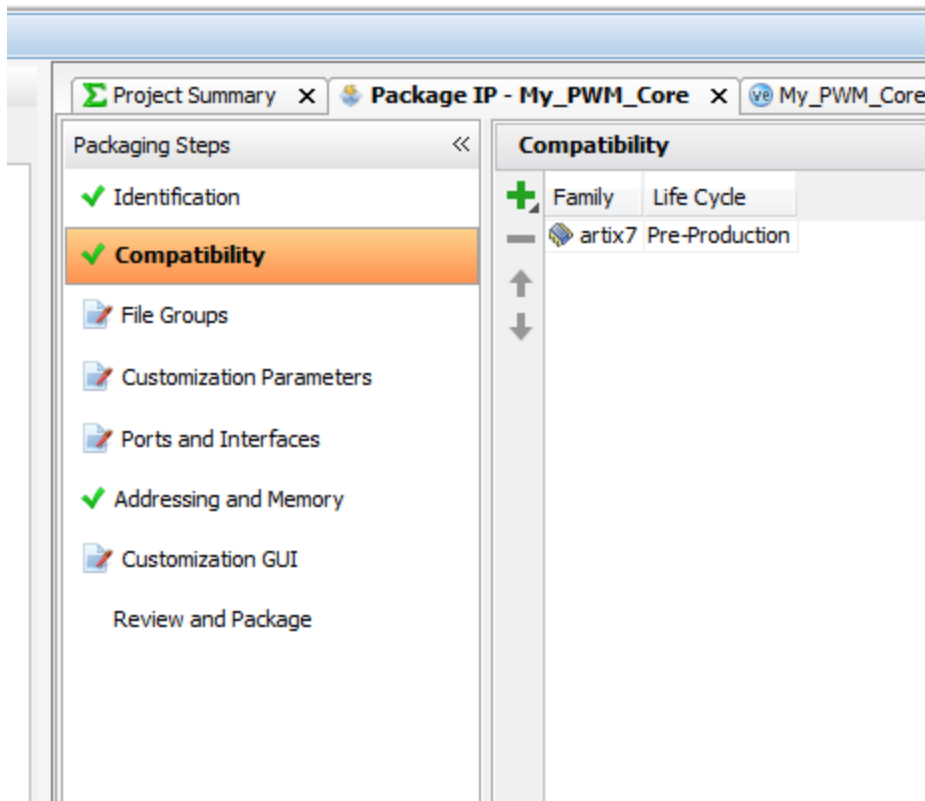 Project Summary
Package IP - My_PWM_Core
My_PWM_Core
Packaging Steps
Identification
Compatibility
File Groups
Customization Parameters
Ports and Interfaces
Addressing and Memory
Customization GUI
Review and Package
Compatibility
Family Life Cycle
artix7 Pre-Production